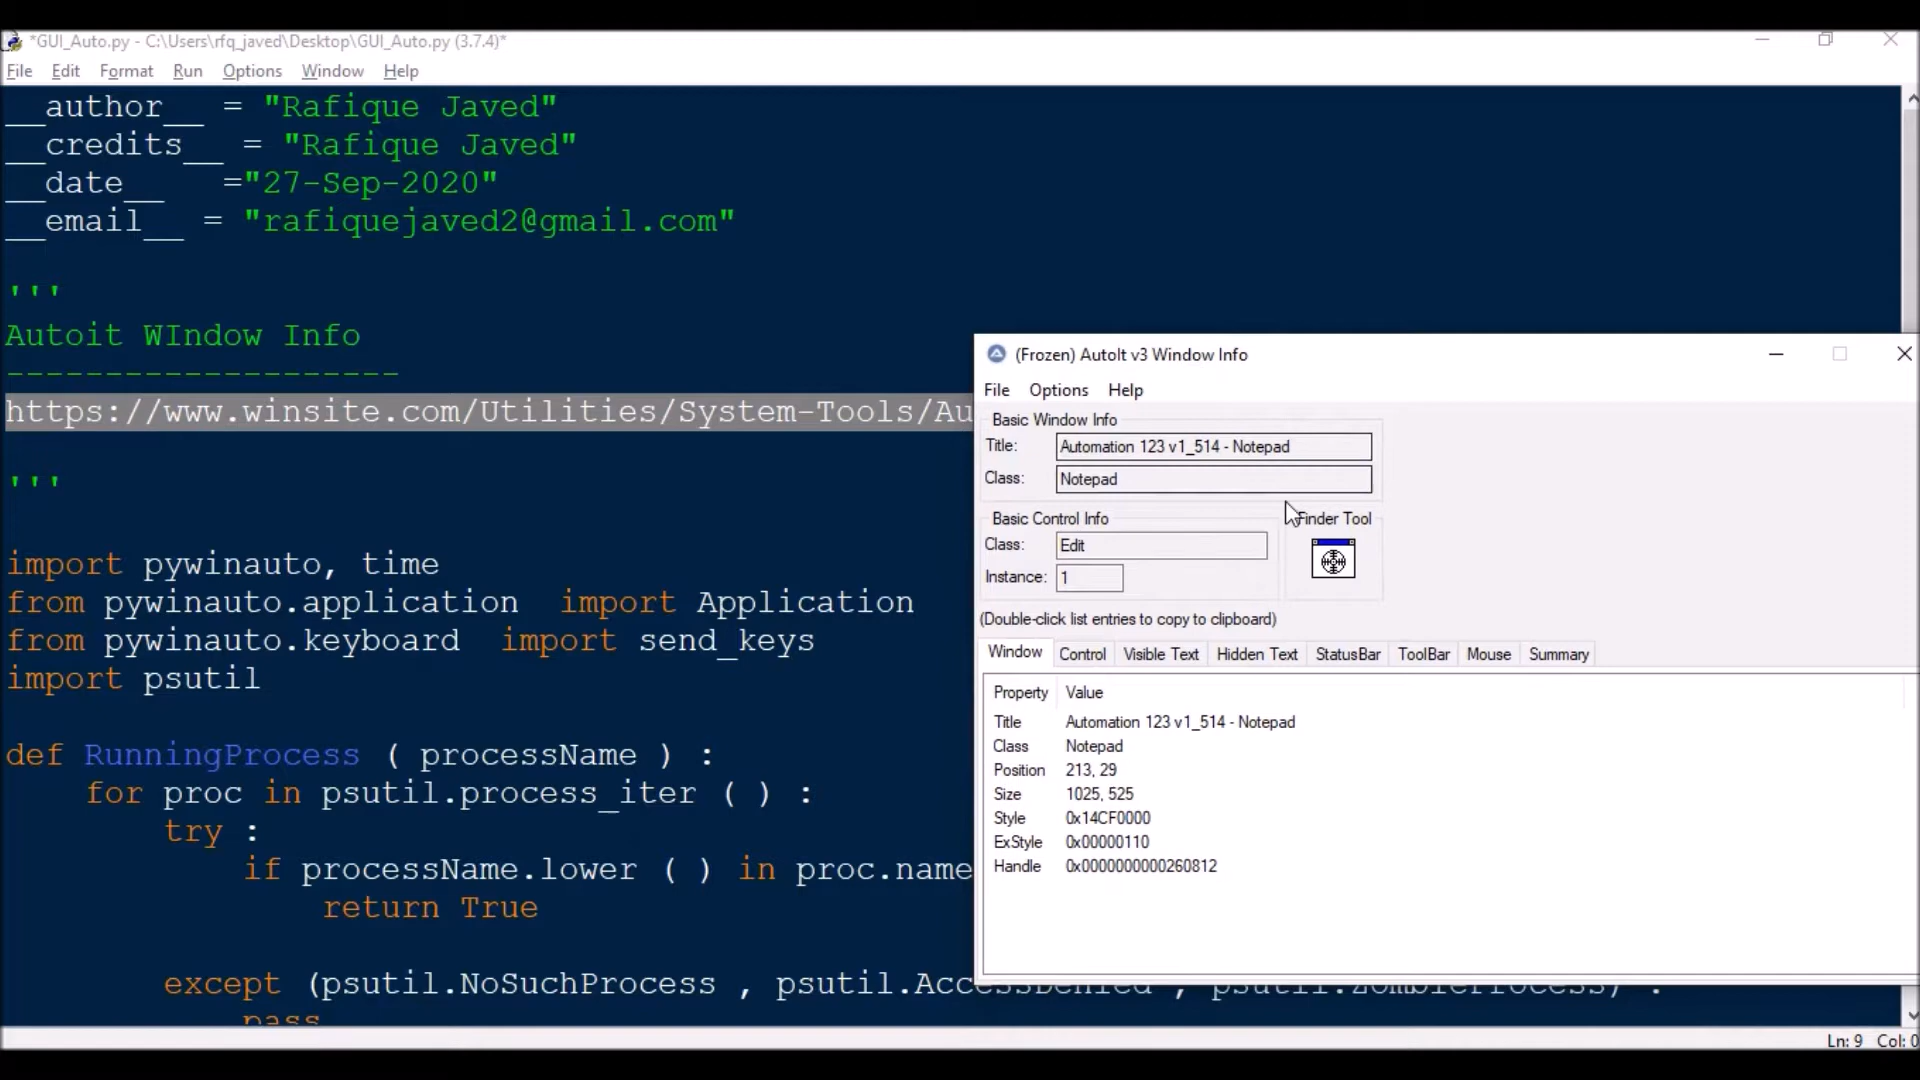 *GUI_Auto.py - C:\Users\rfq_javed\Desktop\GUI_Auto.py (3.7.4)*
File Edit Format Run Options Window Help
__author__ = "Rafique Javed"
__credits__ = "Rafique Javed"
__date__ ="27-Sep-2020"
__email__ = "rafiquejaved2@gmail.com"
'''
Autoit WIndow Info
--------------------
https://www.winsite.com/Utilities/System-Tools/Au
'''
import pywinauto, time
from pywinauto.application import Application
from pywinauto.keyboard import send_keys
import psutil
def RunningProcess ( processName ) :
for proc in psutil.process_iter ( ) :
try :
if processName.lower ( ) in proc.name
return True
except (psutil.NoSuchProcess , psutil.AccessDenied , psutil.ZombieProcess) :
pass
(Frozen) AutoIt v3 Window Info
File Options Help
Basic Window Info
Title: Automation 123 v1_514 - Notepad
Class: Notepad
Basic Control Info
Class: Edit
Instance: 1
Finder Tool
(Double-click list entries to copy to clipboard)
Window Control Visible Text Hidden Text StatusBar ToolBar Mouse Summary
Property Value
Title Automation 123 v1_514 - Notepad
Class Notepad
Position 213, 29
Size 1025, 525
Style 0x14CF0000
ExStyle 0x00000110
Handle 0x0000000000260812
Ln: 9 Col: 0